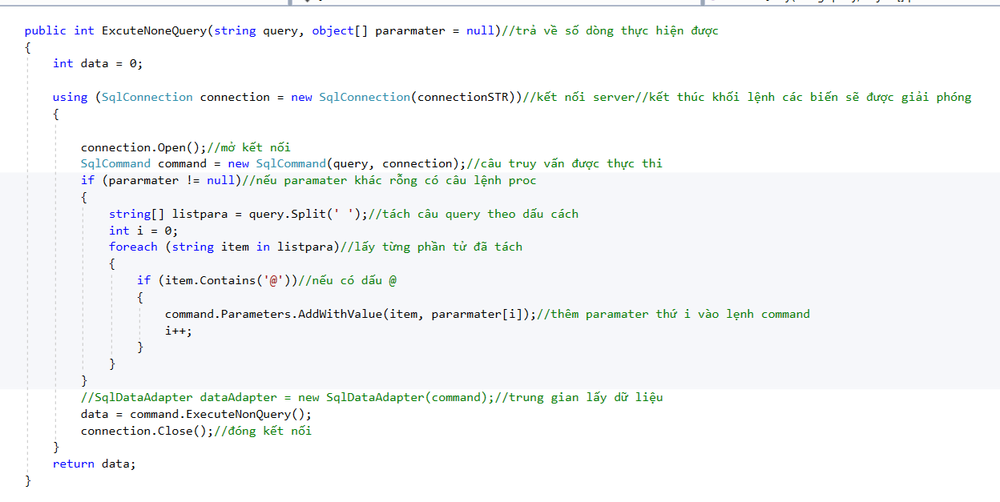 public int ExcuteNoneQuery(string query, object[] pararmater = null)//trả về số dòng thực hiện được
{
int data = 0;
using (SqlConnection connection = new SqlConnection(connectionSTR))//kết nối server//kết thúc khối lệnh các biến sẽ được giải phóng
{
connection.Open();//mở kết nối
SqlCommand command = new SqlCommand(query, connection);//câu truy vấn được thực thi
if (pararmater != null)//nếu paramater khác rỗng có câu lệnh proc
{
string[] listpara = query.Split(' ');//tách câu query theo dấu cách
int i = 0;
foreach (string item in listpara)//lấy từng phần tử đã tách
{
if (item.Contains('@'))//nếu có dấu @
{
command.Parameters.AddWithValue(item, pararmater[i]);//thêm paramater thứ i vào lẹnh command
i++;
}
}
}
//SqlDataAdapter dataAdapter = new SqlDataAdapter(command);//trung gian lấy dữ liệu
data = command.ExecuteNonQuery();
connection.Close();//đóng kết nối
}
return data;
}